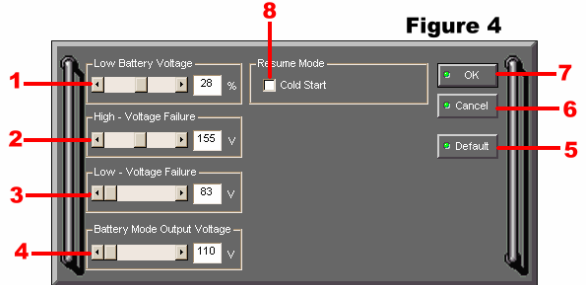 8
Figure 4
Low Battery Voltage
1
28 %
Resume Mode
Cold Start
OK
7
Cancel
6
High - Voltage Failure
2
155 V
Default
5
Low - Voltage Failure
3
83 V
Battery Mode Output Voltage
4
110 V